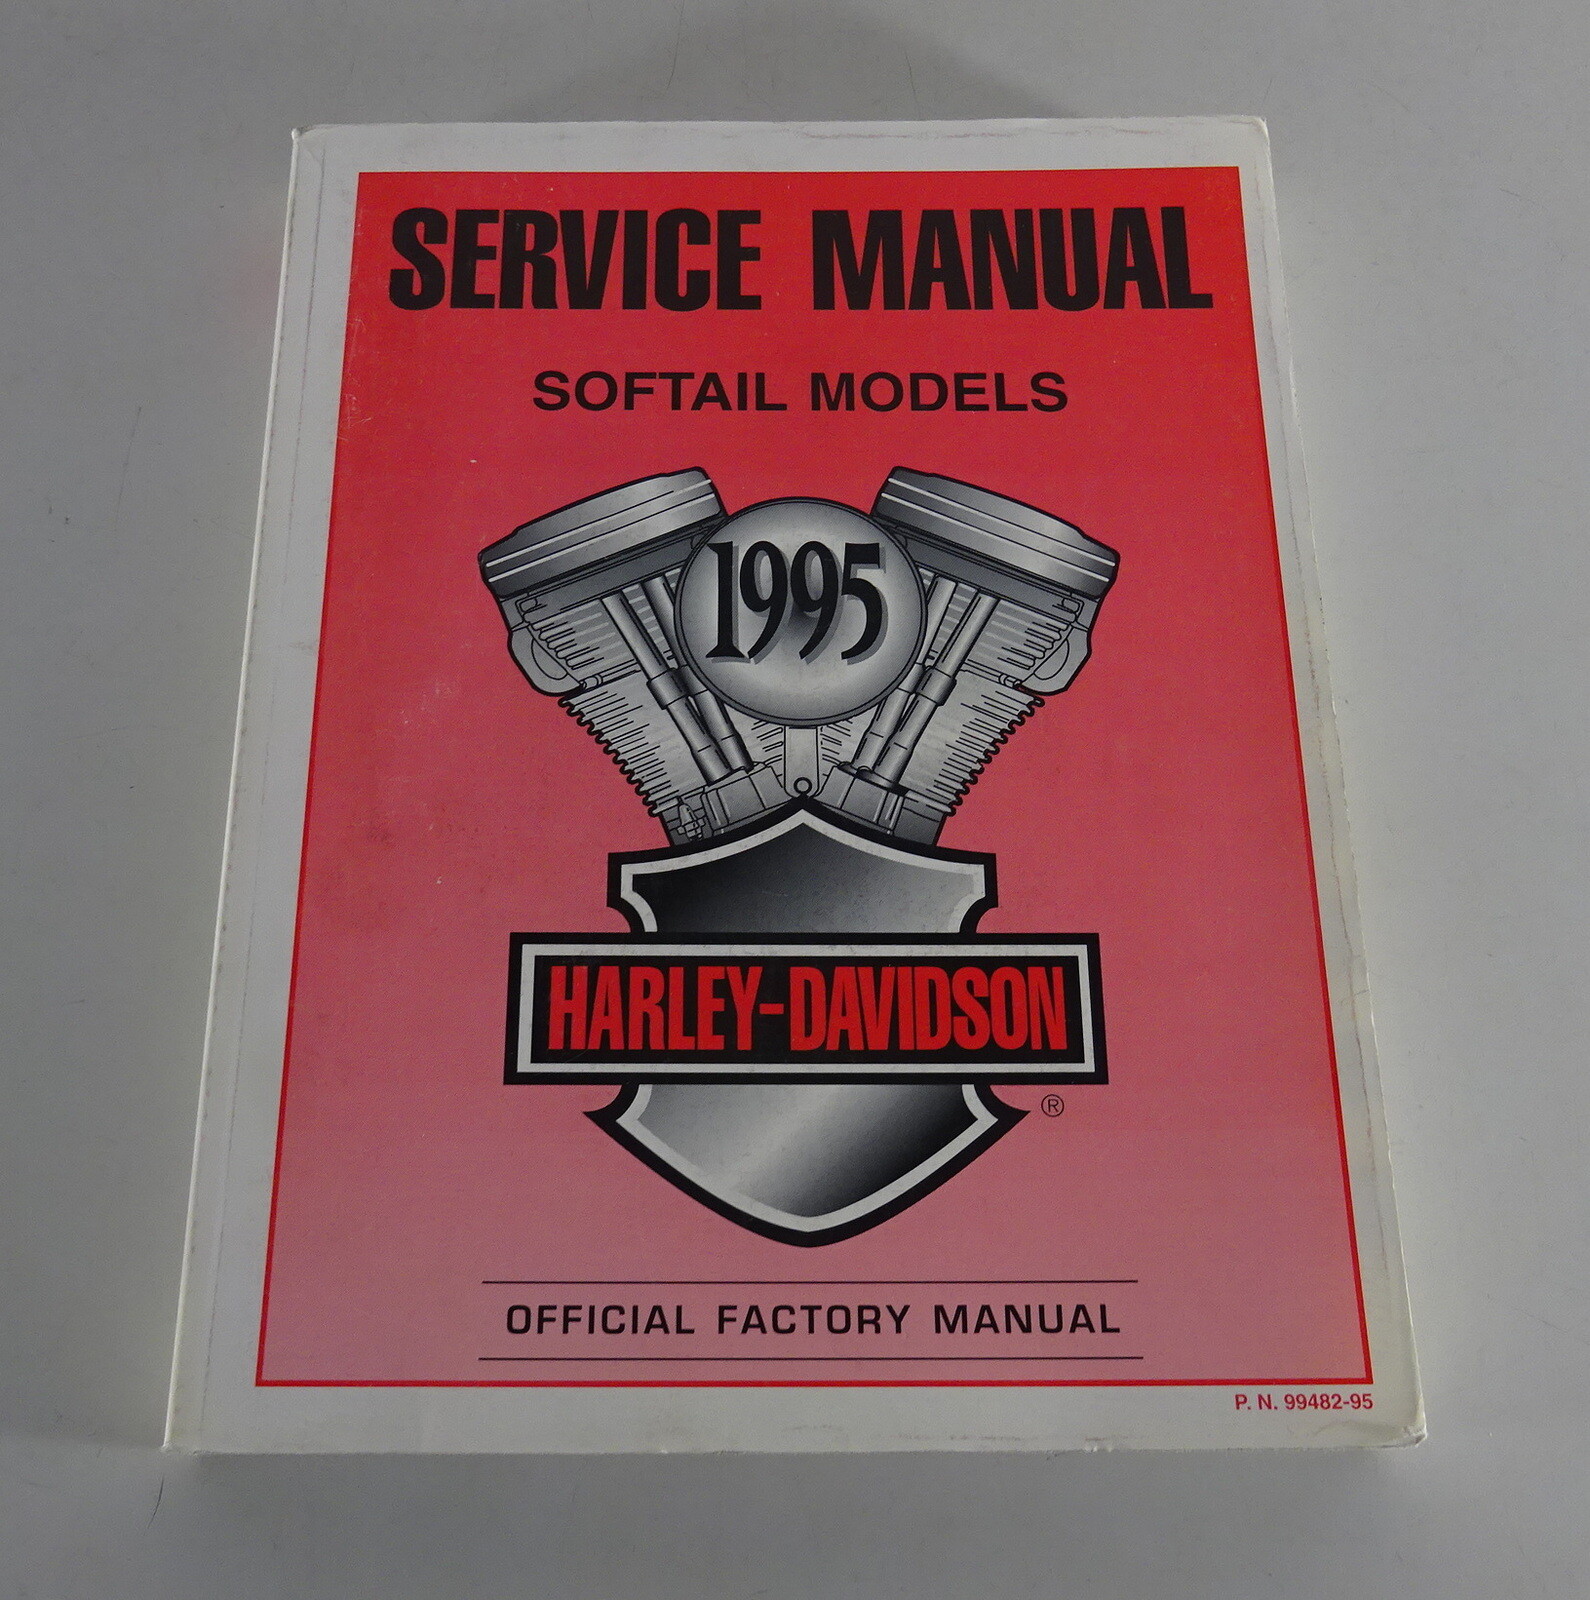 SERVICE MANUAL
SOFTAIL MODELS
1995
HARLEY-DAVIDSON
®
OFFICIAL FACTORY MANUAL
P. N. 99482-95